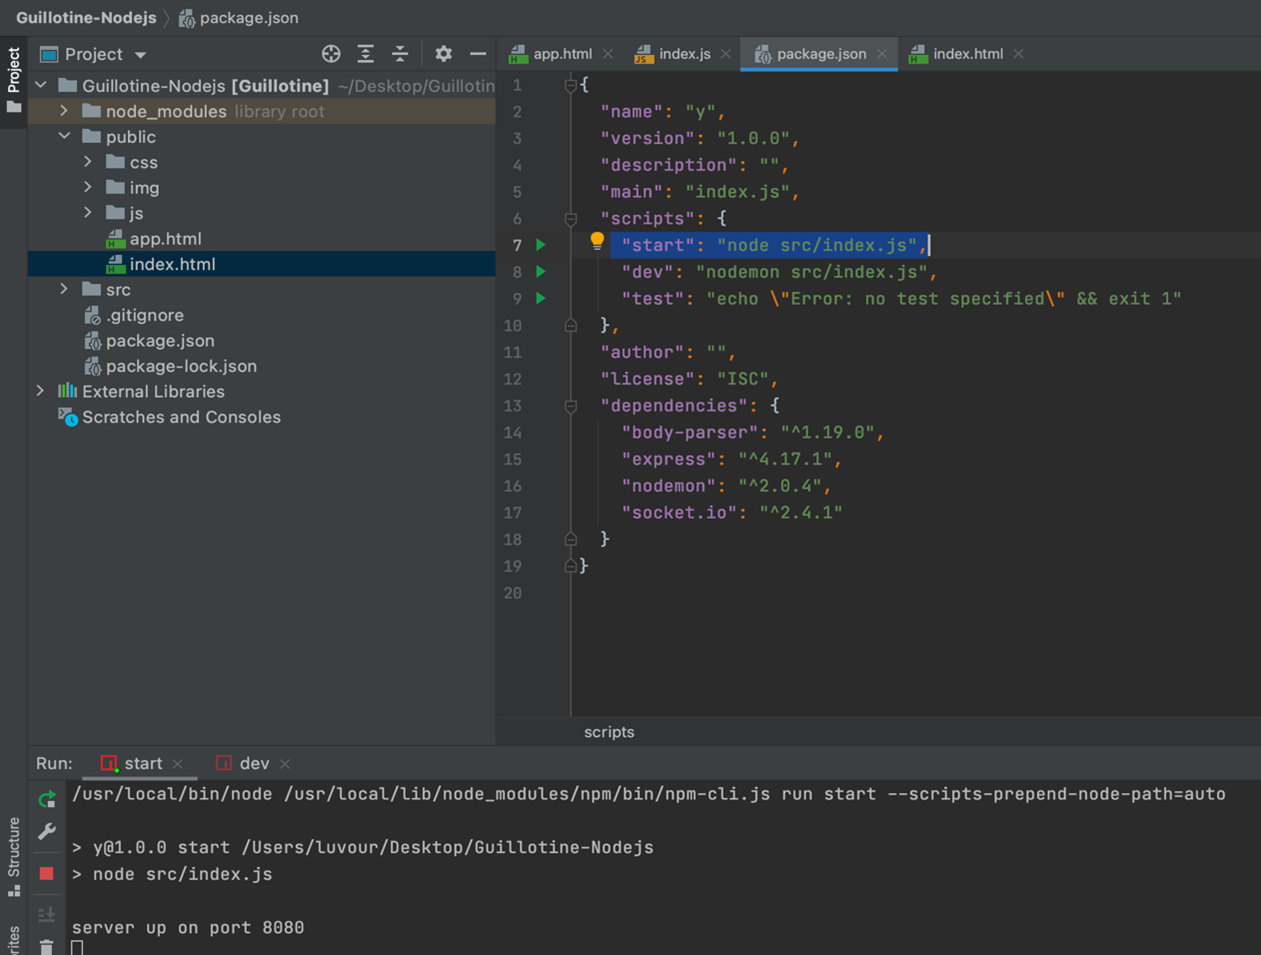 Guillotine-Nodejs package.json
Project
Project
Guillotine-Nodejs [Guillotine] ~/Desktop/Guillotin
node_modules library root
public
css
img
js
app.html
index.html
src
.gitignore
package.json
package-lock.json
External Libraries
Scratches and Consoles
app.html index.js package.json index.html
1 {
2 "name": "y",
3 "version": "1.0.0",
4 "description": "",
5 "main": "index.js",
6 "scripts": {
7 "start": "node src/index.js",
8 "dev": "nodemon src/index.js",
9 "test": "echo \"Error: no test specified\" && exit 1"
10 },
11 "author": "",
12 "license": "ISC",
13 "dependencies": {
14 "body-parser": "^1.19.0",
15 "express": "^4.17.1",
16 "nodemon": "^2.0.4",
17 "socket.io": "^2.4.1"
18 }
19 }
20
scripts
Run: start dev
/usr/local/bin/node /usr/local/lib/node_modules/npm/bin/npm-cli.js run start --scripts-prepend-node-path=auto
> y@1.0.0 start /Users/luvour/Desktop/Guillotine-Nodejs
> node src/index.js
server up on port 8080
Structure
rites